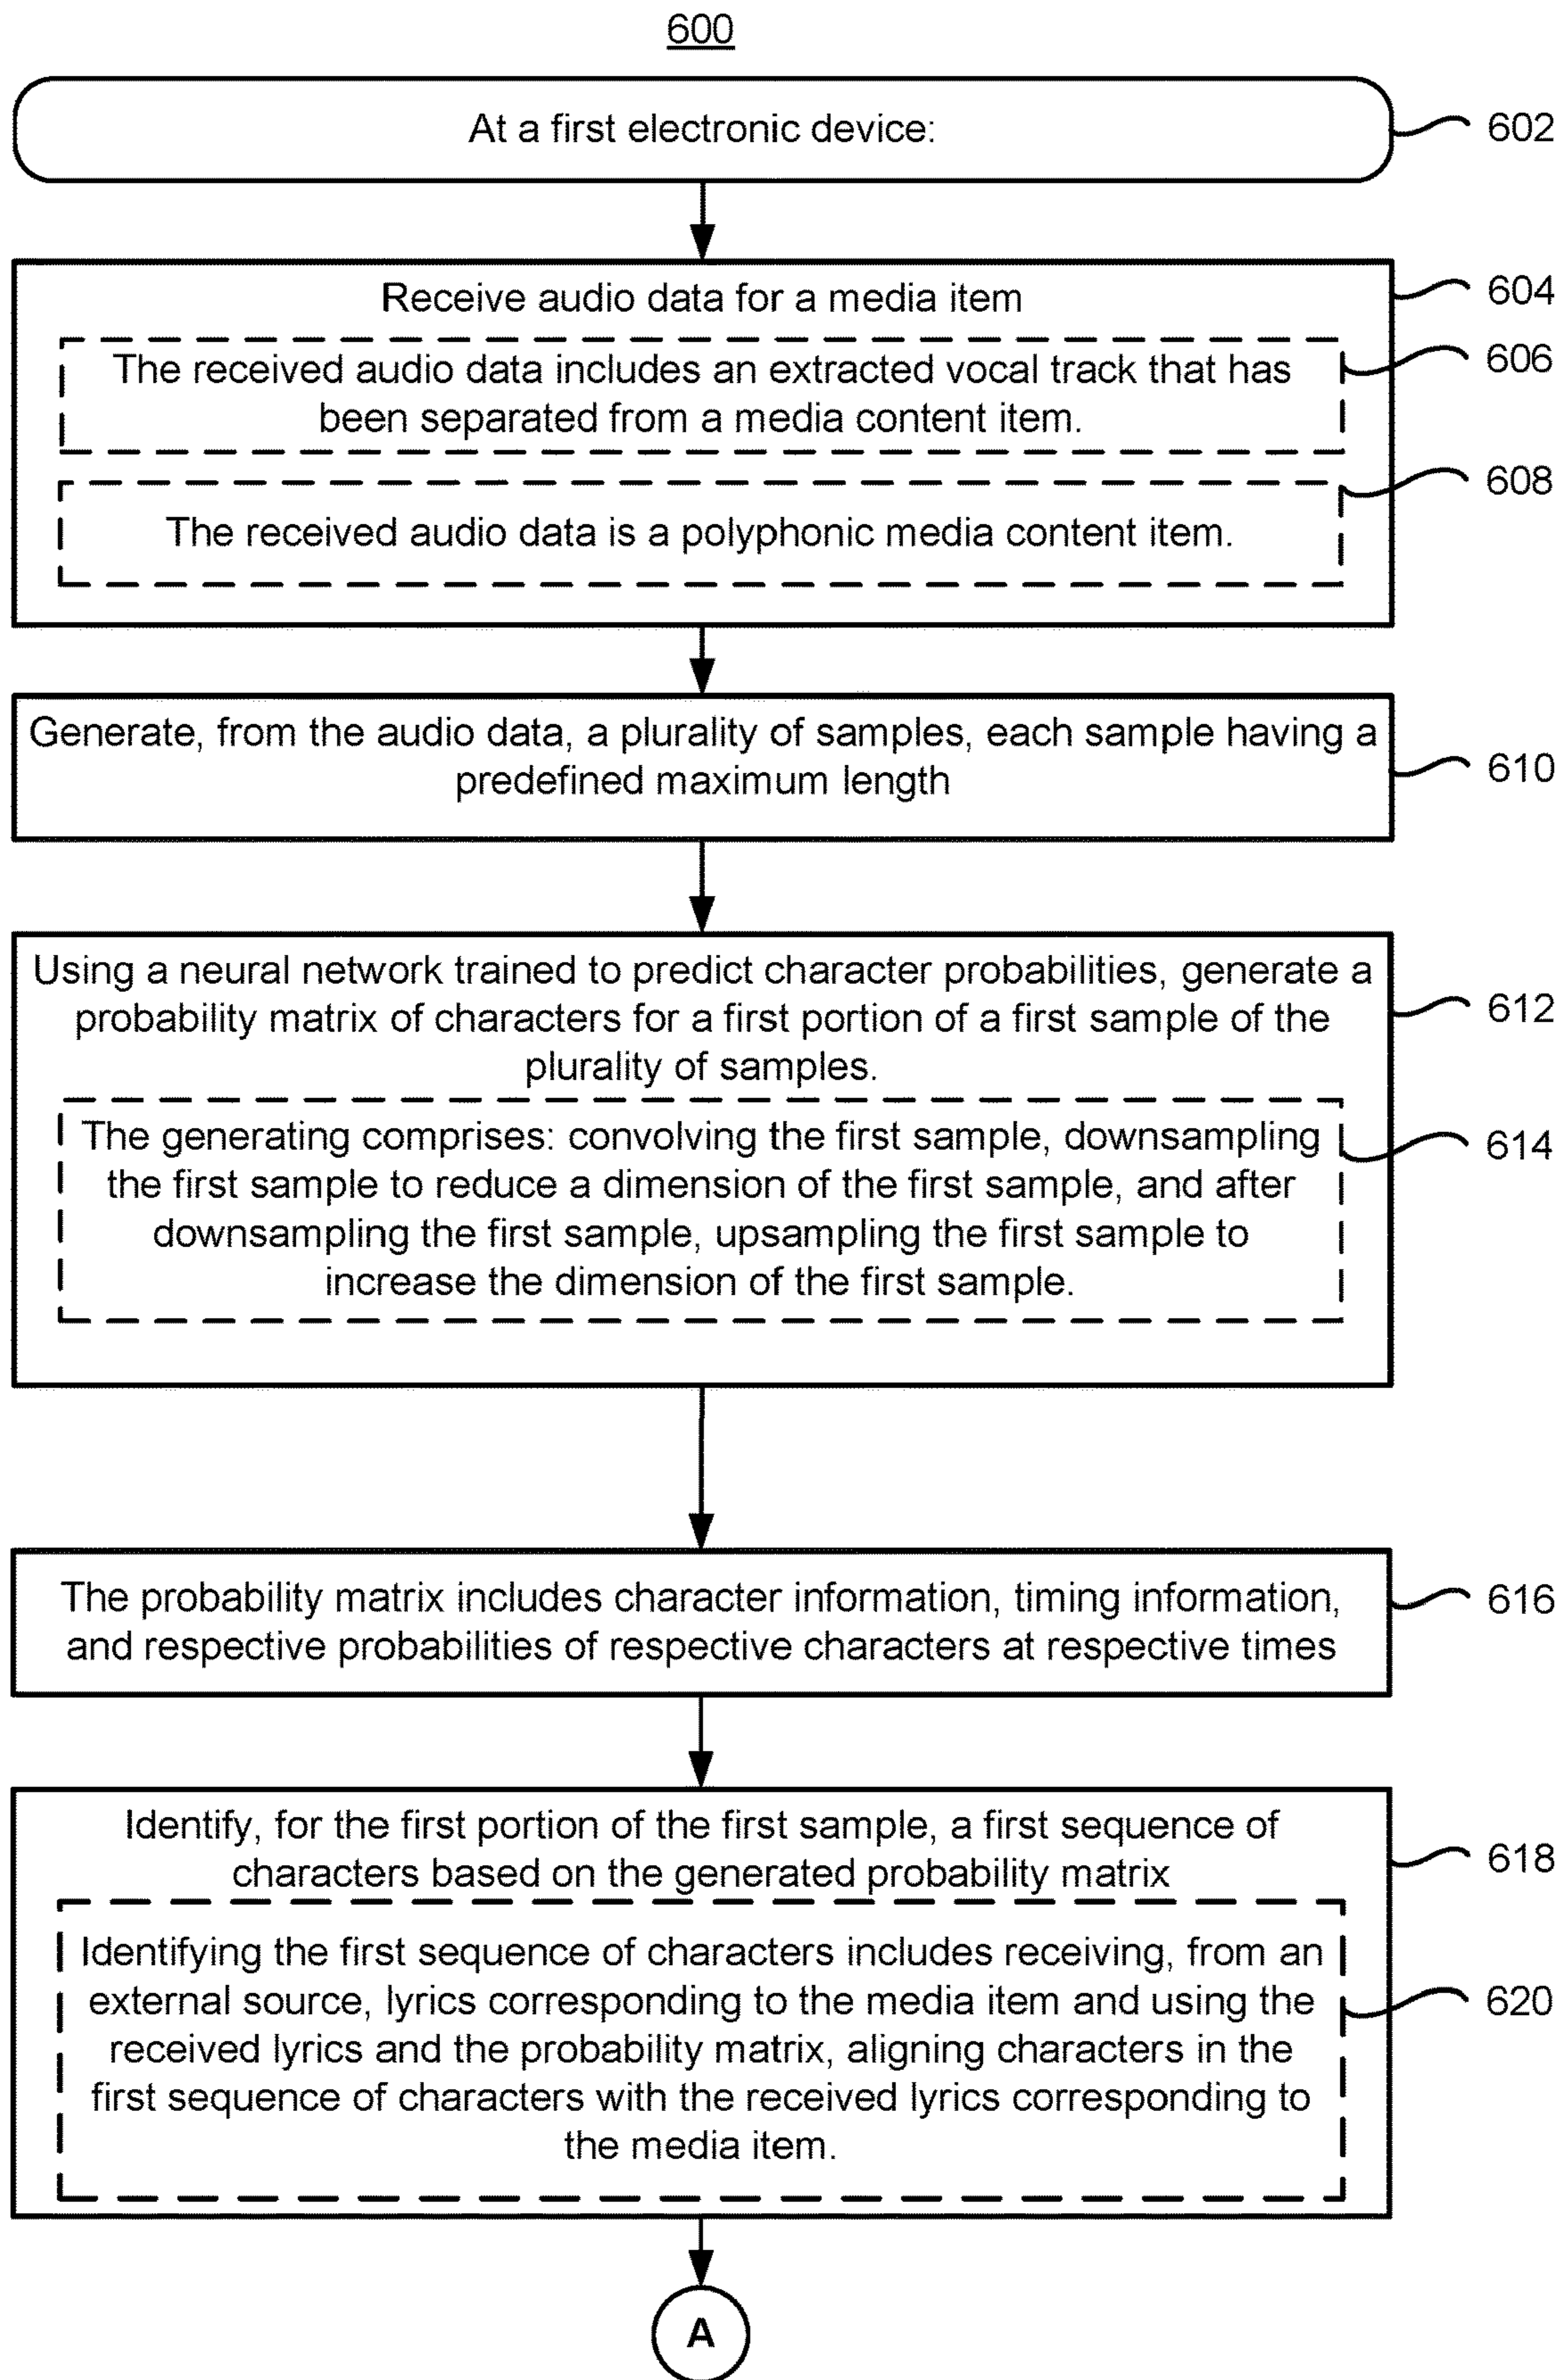 600
At a first electronic device:
602
Receive audio data for a media item
604
The received audio data includes an extracted vocal track that has
been separated from a media content item.
606
The received audio data is a polyphonic media content item.
608
Generate, from the audio data, a plurality of samples, each sample having a
predefined maximum length
610
Using a neural network trained to predict character probabilities, generate a
probability matrix of characters for a first portion of a first sample of the
plurality of samples.
612
The generating comprises: convolving the first sample, downsampling
the first sample to reduce a dimension of the first sample, and after
downsampling the first sample, upsampling the first sample to
increase the dimension of the first sample.
614
The probability matrix includes character information, timing information,
and respective probabilities of respective characters at respective times
616
Identify, for the first portion of the first sample, a first sequence of
characters based on the generated probability matrix
618
Identifying the first sequence of characters includes receiving, from an
external source, lyrics corresponding to the media item and using the
received lyrics and the probability matrix, aligning characters in the
first sequence of characters with the received lyrics corresponding to
the media item.
620
A